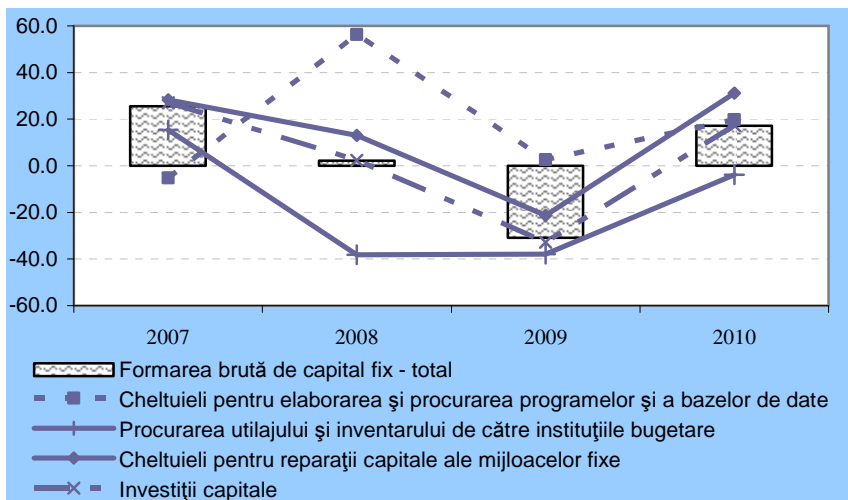 60.0
40.0
20.0
0.0
-20.0
-40.0
-60.0
2007 2008 2009 2010
Formarea brută de capital fix - total
Cheltuieli pentru elaborarea şi procurarea programelor şi a bazelor de date
Procurarea utilajului şi inventarului de către instituţiile bugetare
Cheltuieli pentru reparaţii capitale ale mijloacelor fixe
Investiţii capitale